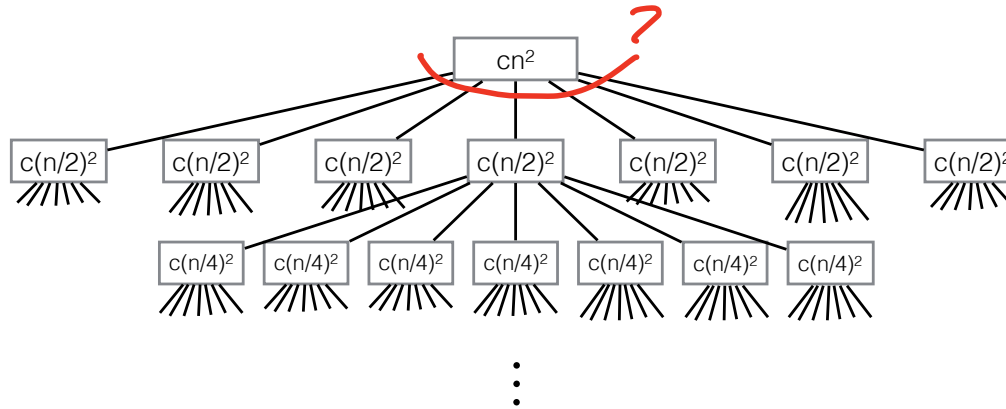 ?
cn²
c(n/2)² c(n/2)² c(n/2)² c(n/2)² c(n/2)² c(n/2)² c(n/2)²
c(n/4)² c(n/4)² c(n/4)² c(n/4)² c(n/4)² c(n/4)² c(n/4)²